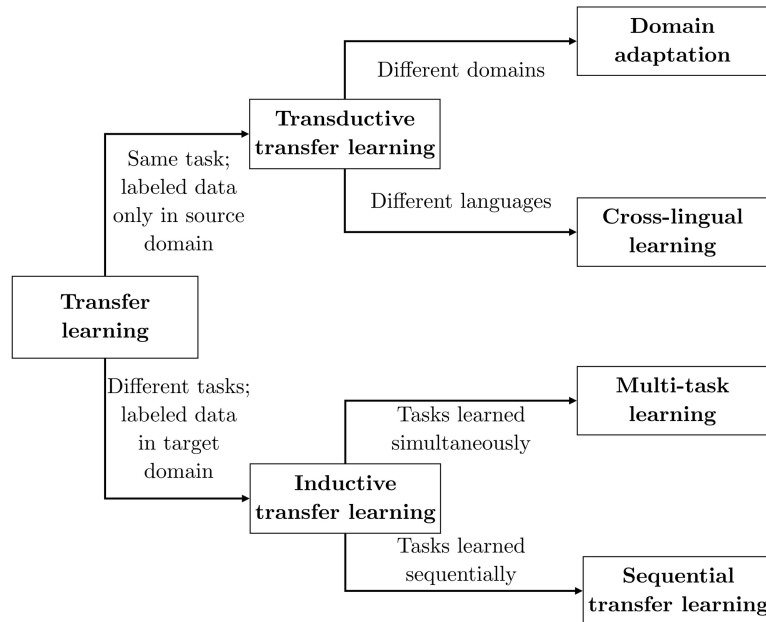 Domain
adaptation
Different domains
Transductive
transfer learning
Same task;
labeled data
only in source
domain
Different languages
Cross-lingual
learning
Transfer
learning
Different tasks;
labeled data
in target
domain
Multi-task
learning
Tasks learned
simultaneously
Inductive
transfer learning
Tasks learned
sequentially
Sequential
transfer learning